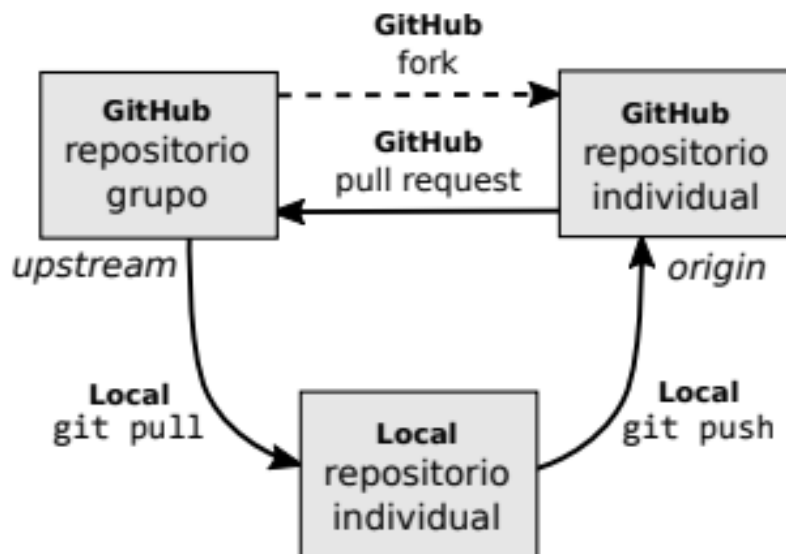 GitHub
fork
GitHub
repositorio
grupo
GitHub
pull request
GitHub
repositorio
individual
upstream
origin
Local
git pull
Local
repositorio
individual
Local
git push